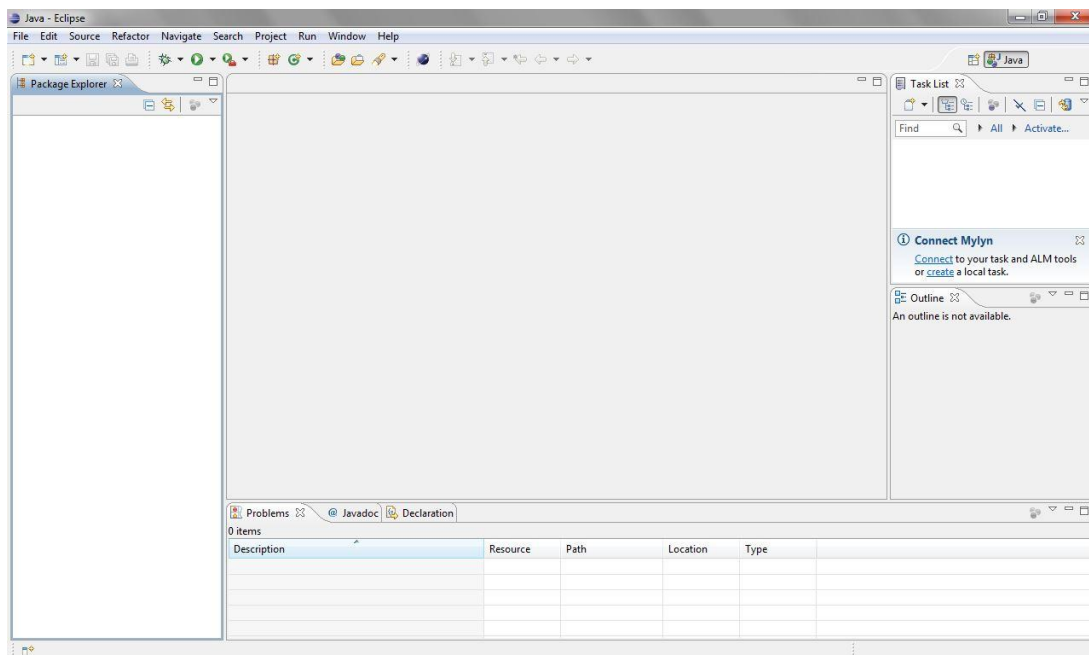 Java - Eclipse
File Edit Source Refactor Navigate Search Project Run Window Help
Java
Package Explorer
Task List
Find
All
Activate...
Connect Mylyn
Connect to your task and ALM tools
or create a local task.
Outline
An outline is not available.
Problems
@ Javadoc
Declaration
0 items
Description Resource Path Location Type